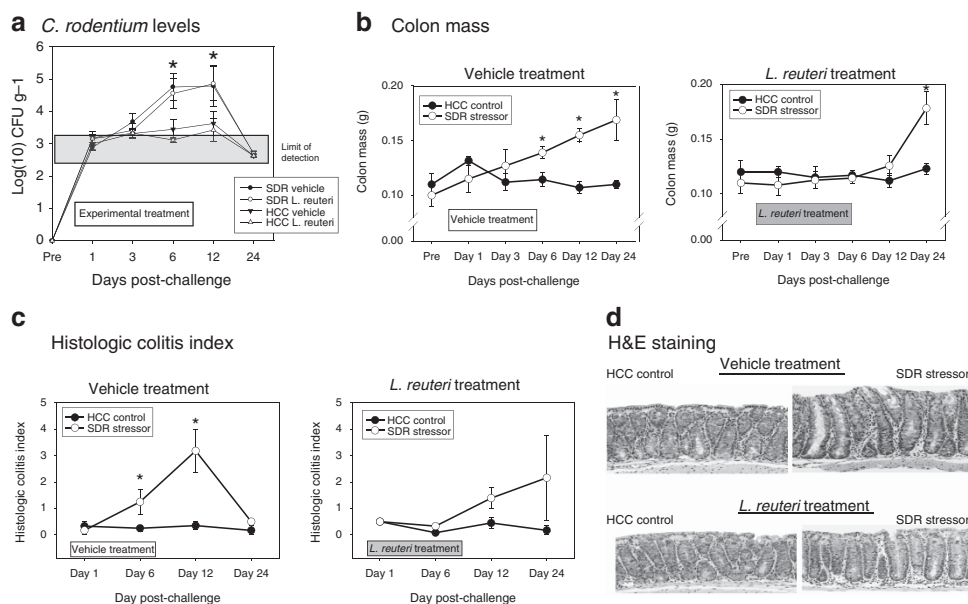 a C. rodentium levels
6
5
4
3
2
1
0
Log(10) CFU g–1
* *
Limit of
detection
SDR vehicle
SDR L. reuteri
HCC vehicle
HCC L. reuteri
Experimental treatment
Pre 1 3 6 12 24
Days post-challenge
b Colon mass
Vehicle treatment
HCC control
SDR stressor
0.20
0.15
0.10
0.00
Colon mass (g)
* * *
Vehicle treatment
Pre Day 1 Day 3 Day 6 Day 12 Day 24
Days post-challenge
L. reuteri treatment
HCC control
SDR stressor
0.20
0.15
0.10
0.00
Colon mass (g)
*
L. reuteri treatment
Pre Day 1 Day 3 Day 6 Day 12 Day 24
Days post-challenge
c Histologic colitis index
Vehicle treatment
HCC control
SDR stressor
5
4
3
2
1
0
Histologic colitis index
* *
Vehicle treatment
Day 1 Day 6 Day 12 Day 24
Day post-challenge
L. reuteri treatment
HCC control
SDR stressor
5
4
3
2
1
0
Histologic colitis index
L. reuteri treatment
Day 1 Day 6 Day 12 Day 24
Day post-challenge
d
H&E staining
Vehicle treatment
HCC control SDR stressor
L. reuteri treatment
HCC control SDR stressor